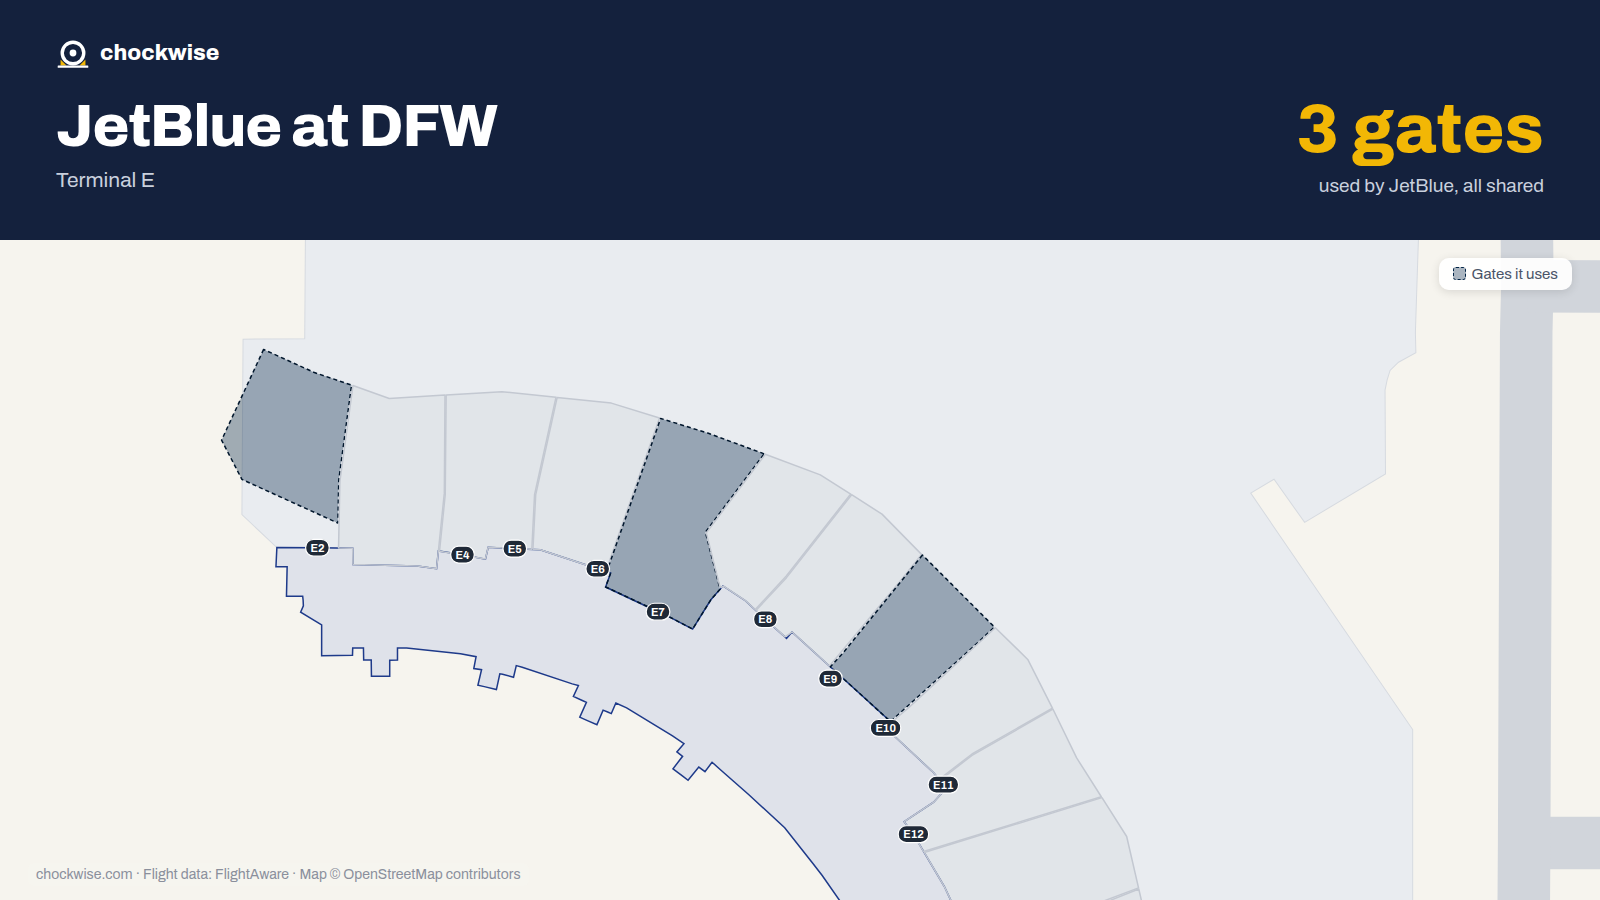 chockwise
JetBlue at DFW
Terminal E
3 gates
used by JetBlue, all shared
Gates it uses
E2
E4
E5
E6
E7
E8
E9
E10
E11
E12
chockwise.com · Flight data: FlightAware · Map © OpenStreetMap contributors